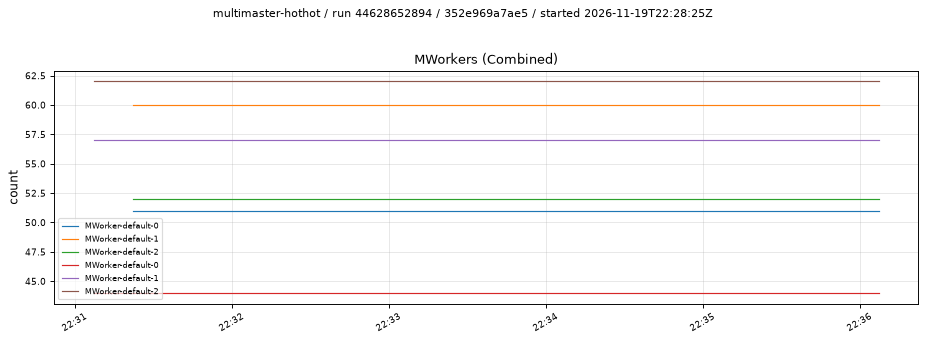 multimaster-hothot / run 44628652894 / 352e969a7ae5 / started 2026-11-19T22:28:25Z
MWorkers (Combined)
count
62.5
60.0
57.5
55.0
52.5
50.0
47.5
45.0
MWorker-default-0
MWorker-default-1
MWorker-default-2
MWorker-default-0
MWorker-default-1
MWorker-default-2
22:31 22:32 22:33 22:34 22:35 22:36